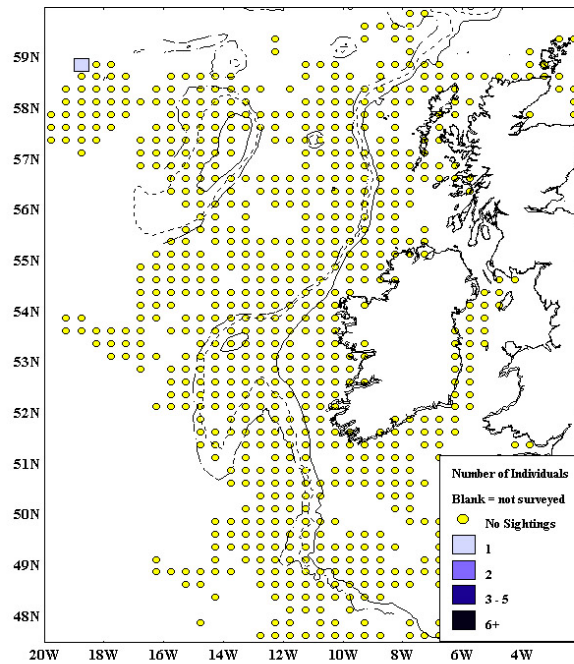 59N
58N
57N
56N
55N
54N
53N
52N
51N
50N
49N
48N
Number of Individuals
Blank = not surveyed
No Sightings
1
2
3 - 5
6+
20W 18W 16W 14W 12W 10W 8W 6W 4W